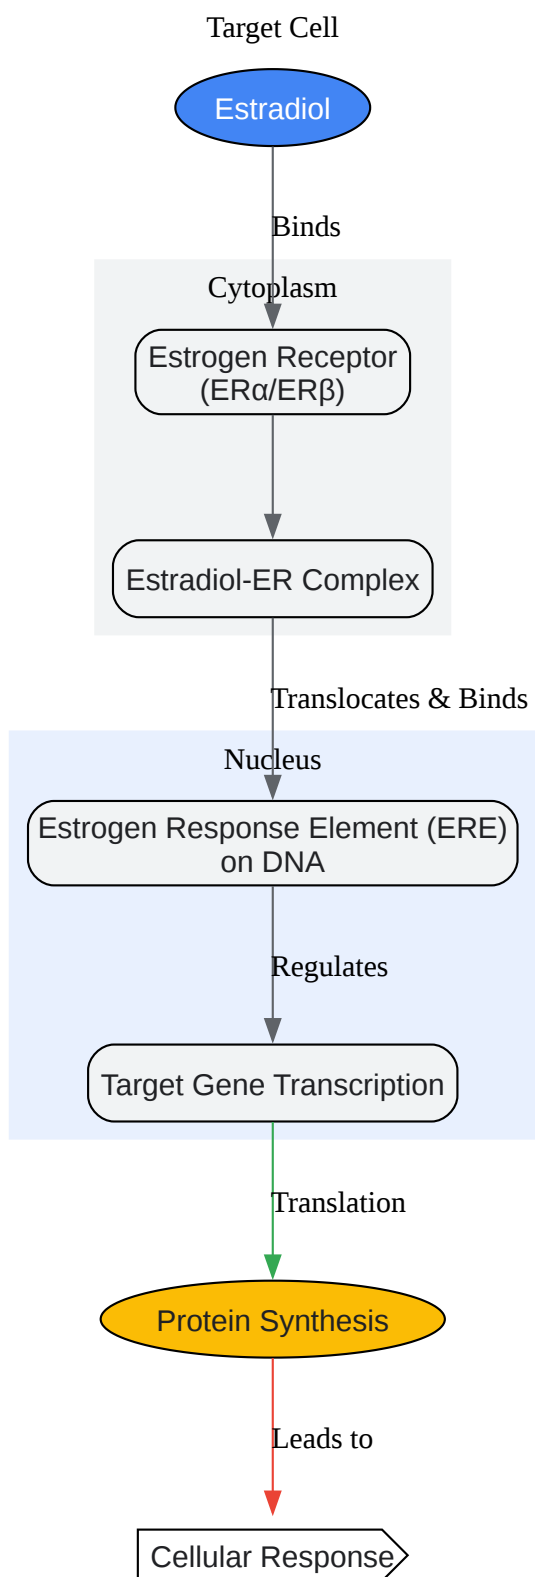 Target Cell
Estradiol
Binds
Cytoplasm
Estrogen Receptor
(ERα/ERβ)
Estradiol-ER Complex
Translocates & Binds
Nucleus
Estrogen Response Element (ERE)
on DNA
Regulates
Target Gene Transcription
Translation
Protein Synthesis
Leads to
Cellular Response